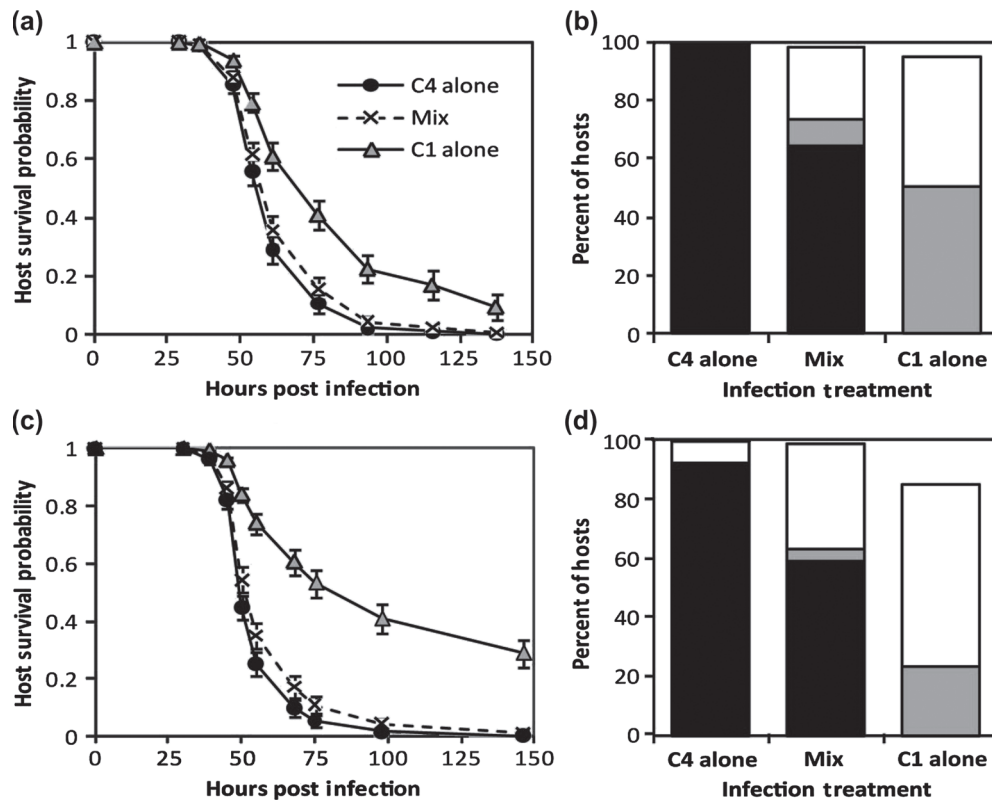 (a)
Host survival probability
1
0.8
0.6
0.4
0.2
0
C4 alone
Mix
C1 alone
0 25 50 75 100 125 150
Hours post infection
(b)
Percent of hosts
100
80
60
40
20
0
C4 alone Mix C1 alone
Infection treatment
(c)
Host survival probability
1
0.8
0.6
0.4
0.2
0
0 25 50 75 100 125 150
Hours post infection
(d)
Percent of hosts
100
80
60
40
20
0
C4 alone Mix C1 alone
Infection treatment